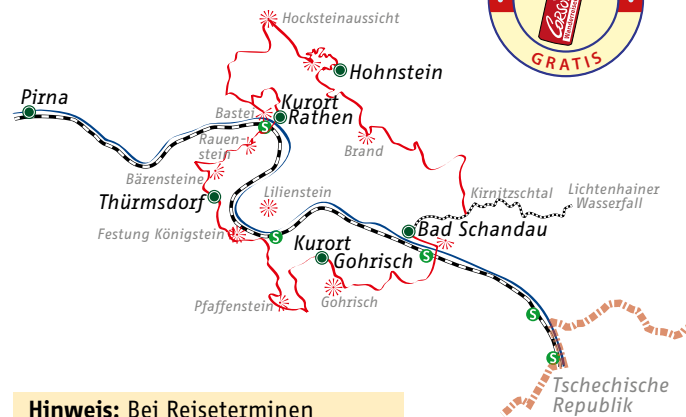 Hocksteinaussicht
CORSO
GRATIS
Hohnstein
Pirna
Kurort
Rathen
Bastei
Rauen-
stein
Brand
Bärensteine
Thürmsdorf
Lilienstein
Kirnitzschtal
Lichtenhainer
Wasserfall
Festung Königstein
Bad Schandau
Kurort
Gohrisch
Pfaffenstein
Gohrisch
S
S
S
S
S
Tschechische
Republik
Hinweis: Bei Reiseterminen